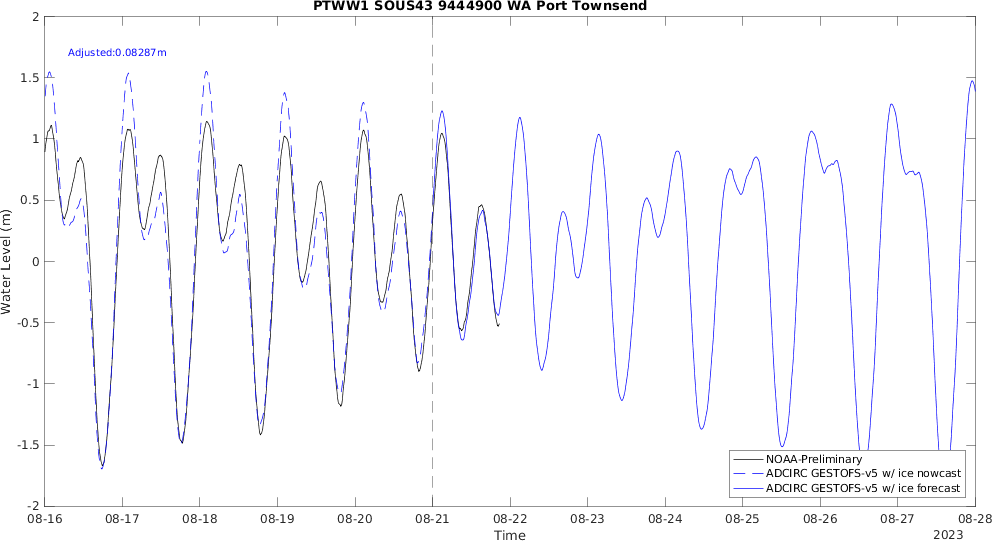 PTWW1 SOUS43 9444900 WA Port Townsend
2
Adjusted:0.08287m
1.5
1
0.5
0
-0.5
-1
-1.5
-2
Water Level (m)
NOAA-Preliminary
ADCIRC GESTOFS-v5 w/ ice nowcast
ADCIRC GESTOFS-v5 w/ ice forecast
08-16 08-17 08-18 08-19 08-20 08-21 08-22 08-23 08-24 08-25 08-26 08-27 08-28
Time
2023